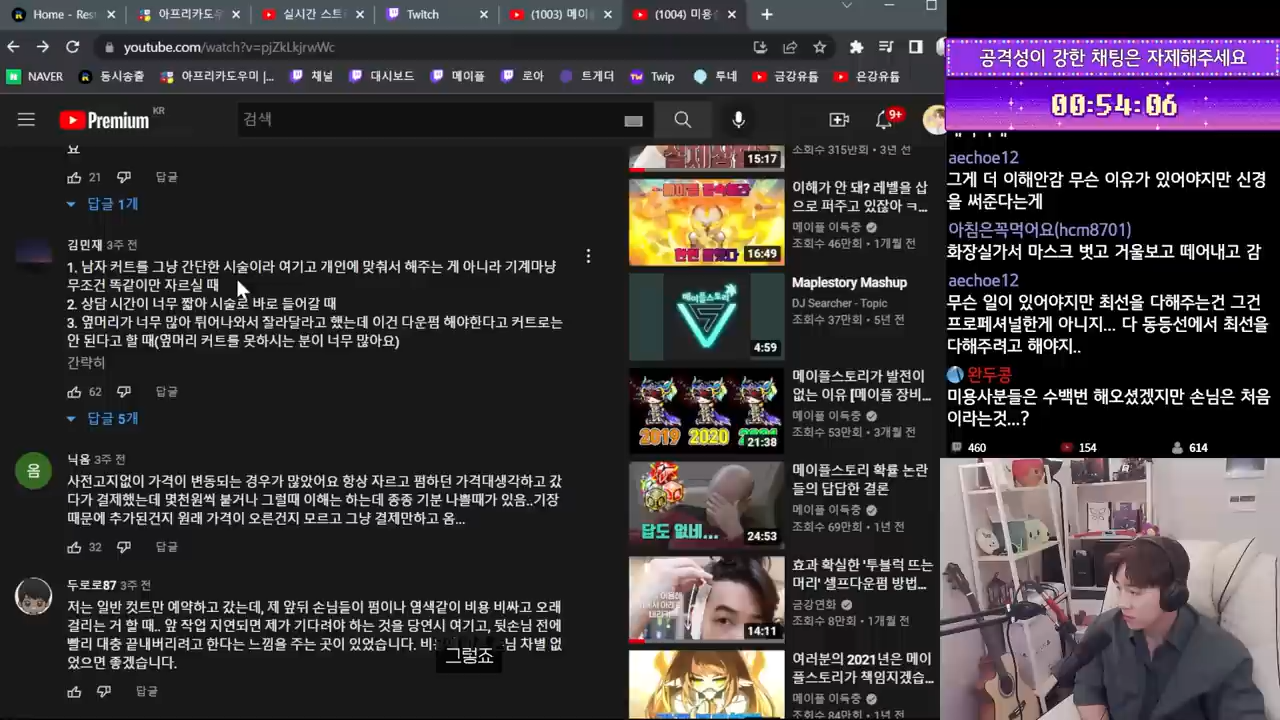 Home - Res
아프리카도우
실시간 스트
Twitch
(1003) 메이
(1004) 미용
youtube.com/watch?v=pjZkLkjrwWc
NAVER
동시송출
아프리카도우미 |...
채널
대시보드
메이플
로아
트게더
Twip
투네
금강유튭
은강유튭
Premium KR
검색
9+
요
21
답글
답글 1개
김민재 3주 전
1. 남자 커트를 그냥 간단한 시술이라 여기고 개인에 맞춰서 해주는 게 아니라 기계마냥
무조건 똑같이만 자르실 때
2. 상담 시간이 너무 짧아 시술로 바로 들어갈 때
3. 옆머리가 너무 많아 튀어나와서 잘라달라고 했는데 이건 다운펌 해야한다고 커트로는
안 된다고 할 때(옆머리 커트를 못하시는 분이 너무 많아요)
간략히
62
답글
답글 5개
옴
닉옴 3주 전
사전고지없이 가격이 변동되는 경우가 많았어요 항상 자르고 펌하던 가격대생각하고 갔
다가 결제했는데 몇천원씩 붙거나 그럴때 이해는 하는데 종종 기분 나쁠때가 있음..기장
때문에 추가된건지 원래 가격이 오른건지 모르고 그냥 결제만하고 옴...
32
답글
두로로87 3주 전
저는 일반 컷트만 예약하고 갔는데, 제 앞뒤 손님들이 펌이나 염색같이 비용 비싸고 오래
걸리는 거 할 때.. 앞 작업 지연되면 제가 기다려야 하는 것을 당연시 여기고, 뒷손님 전에
빨리 대충 끝내버리려고 한다는 느낌을 주는 곳이 있었습니다.
님 차별 없
었으면 좋겠습니다.
답글
그렇죠
15:17
조회수 315만회 • 3년 전
16:49
이해가 안 돼? 레벨을 삽
으로 퍼주고 있잖아 ㅋ...
메이플 이득중
조회수 46만회 • 1개월 전
메이플스토리
4:59
Maplestory Mashup
DJ Searcher - Topic
조회수 37만회 • 5년 전
2019 2020
21:38
메이플스토리가 발전이
없는 이유 [메이플 장비...
메이플 이득중
조회수 53만회 • 3개월 전
답도 없네...
24:53
메이플스토리 확률 논란
들의 답답한 결론
메이플 이득중
조회수 69만회 • 1년 전
14:11
효과 확실한 '투블럭 뜨는
머리' 셀프다운펌 방법...
금강연화
조회수 8만회 • 1개월 전
여러분의 2021년은 메이
플스토리가 책임지겠습...
메이플 이득중
조회수 84만회 • 1년 전
공격성이 강한 채팅은 자제해주세요
00:54:06
aechoe12
그게 더 이해안감 무슨 이유가 있어야지만 신경
을 써준다는게
아침은꼭먹어요(hcm8701)
화장실가서 마스크 벗고 거울보고 떼어내고 감
aechoe12
무슨 일이 있어야지만 최선을 다해주는건 그건
프로페셔널한게 아니지... 다 동등선에서 최선을
다해주려고 해야지..
완두콩
미용사분들은 수백번 해오셨겠지만 손님은 처음
이라는것...?
460
154
614